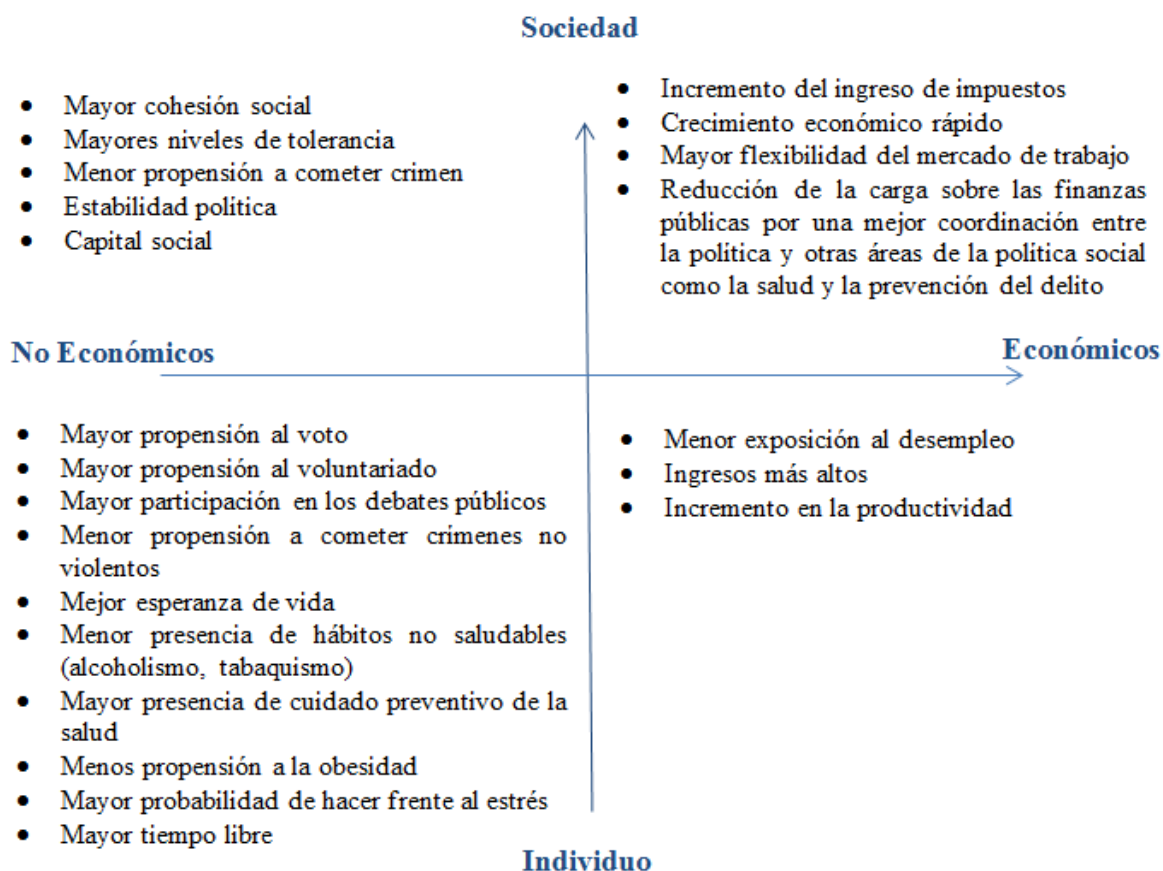 Sociedad
• Mayor cohesión social
• Mayores niveles de tolerancia
• Menor propensión a cometer crimen
• Estabilidad política
• Capital social
• Incremento del ingreso de impuestos
• Crecimiento económico rápido
• Mayor flexibilidad del mercado de trabajo
• Reducción de la carga sobre las finanzas
públicas por una mejor coordinación entre
la política y otras áreas de la política social
como la salud y la prevención del delito
No Económicos
Económicos
• Mayor propensión al voto
• Mayor propensión al voluntariado
• Mayor participación en los debates públicos
• Menor propensión a cometer crímenes no
violentos
• Mejor esperanza de vida
• Menor presencia de hábitos no saludables
(alcoholismo, tabaquismo)
• Mayor presencia de cuidado preventivo de la
salud
• Menos propensión a la obesidad
• Mayor probabilidad de hacer frente al estrés
• Mayor tiempo libre
• Menor exposición al desempleo
• Ingresos más altos
• Incremento en la productividad
Individuo